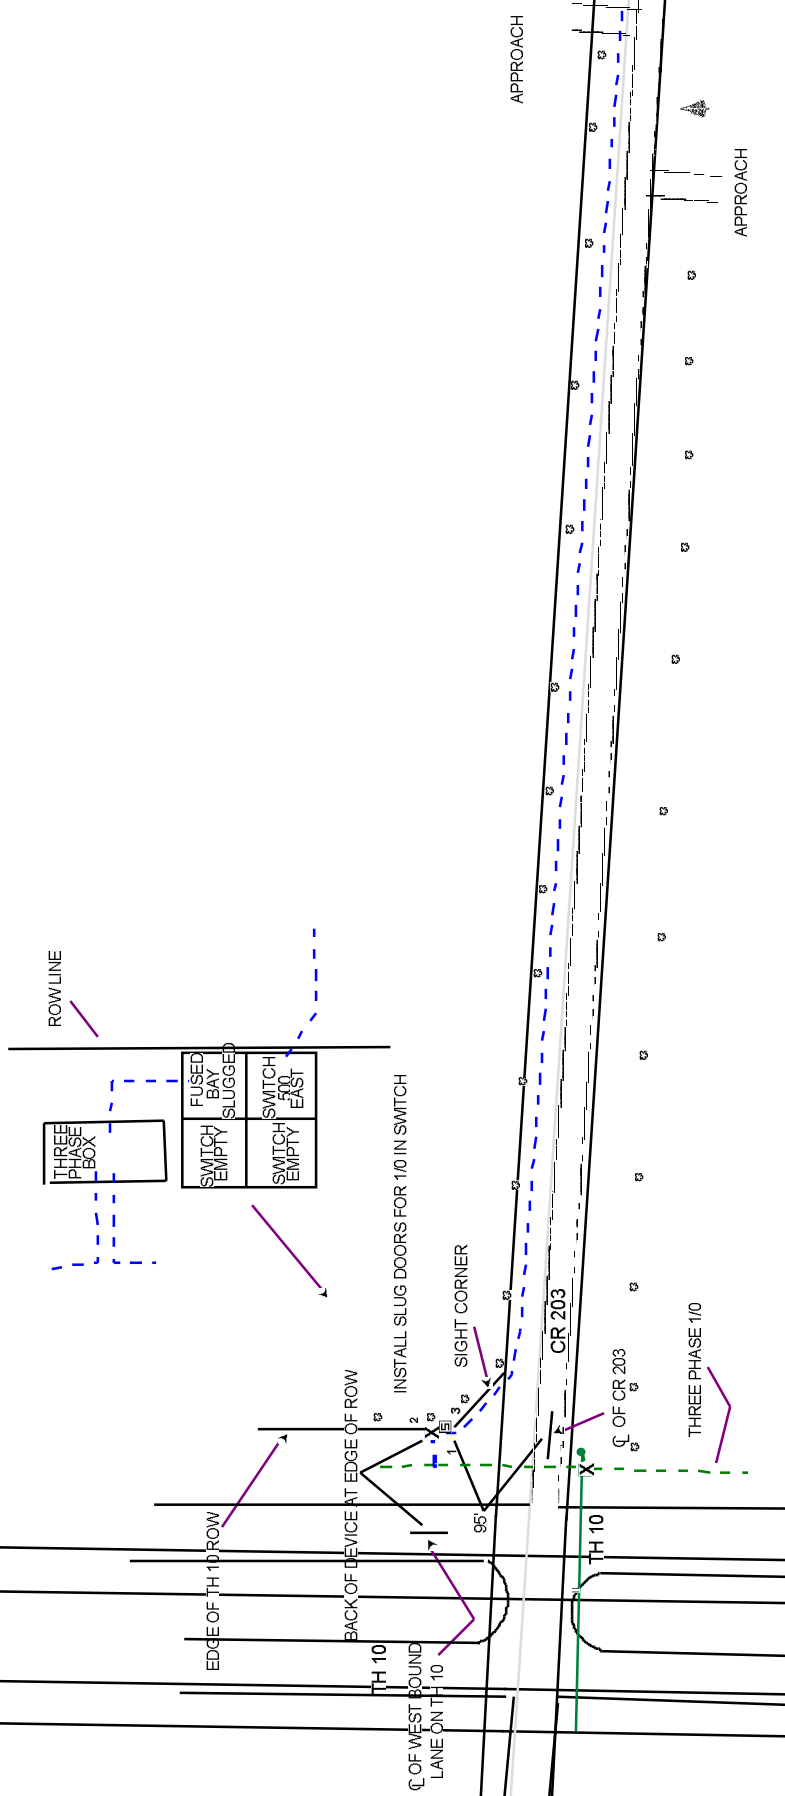 APPROACH
APPROACH
ROW LINE
FUSED
BAY
SLUGGED
SWITCH
500
EAST
THREE
PHASE
BOX
SWITCH
EMPTY
SWITCH
EMPTY
INSTALL SLUG DOORS FOR 1/0 IN SWITCH
SIGHT CORNER
CR 203
THREE PHASE 1/0
℄ OF CR 203
BACK OF DEVICE AT EDGE OF ROW
2
3
S
X
1
X
95'
EDGE OF TH 10 ROW
TH 10
TH 10
℄ OF WEST BOUND
LANE ON TH 10